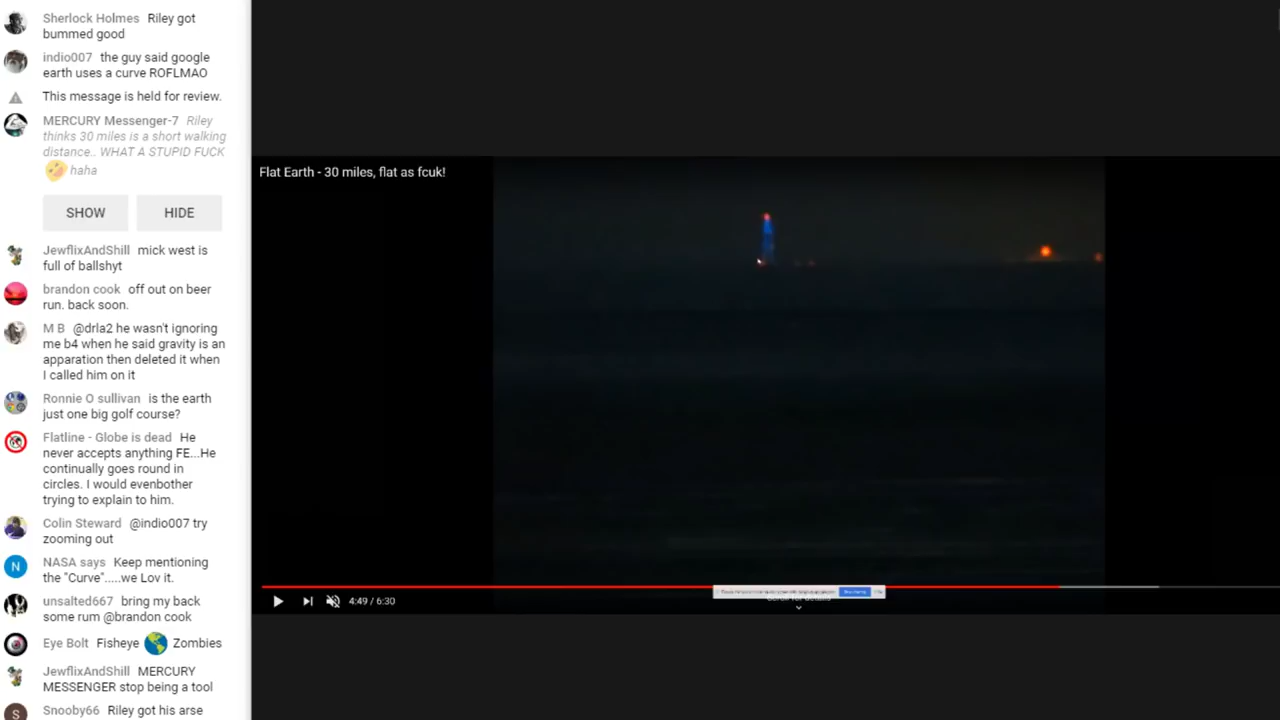 Sherlock Holmes Riley got
bummed good
indio007 the guy said google
earth uses a curve ROFLMAO
This message is held for review.
MERCURY Messenger-7 Riley
thinks 30 miles is a short walking
distance.. WHAT A STUPID FUCK
haha
SHOW HIDE
JewflixAndShill mick west is
full of ballshyt
brandon cook off out on beer
run. back soon.
M B @drla2 he wasn't ignoring
me b4 when he said gravity is an
apparation then deleted it when
I called him on it
Ronnie O sullivan is the earth
just one big golf course?
Flatline - Globe is dead He
never accepts anything FE...He
continually goes round in
circles. I would evenbother
trying to explain to him.
Colin Steward @indio007 try
zooming out
N
NASA says Keep mentioning
the "Curve".....we Lov it.
unsalted667 bring my back
some rum @brandon cook
Eye Bolt Fisheye Zombies
JewflixAndShill MERCURY
MESSENGER stop being a tool
S
Snooby66 Riley got his arse
Flat Earth - 30 miles, flat as fcuk!
4:49 / 6:30